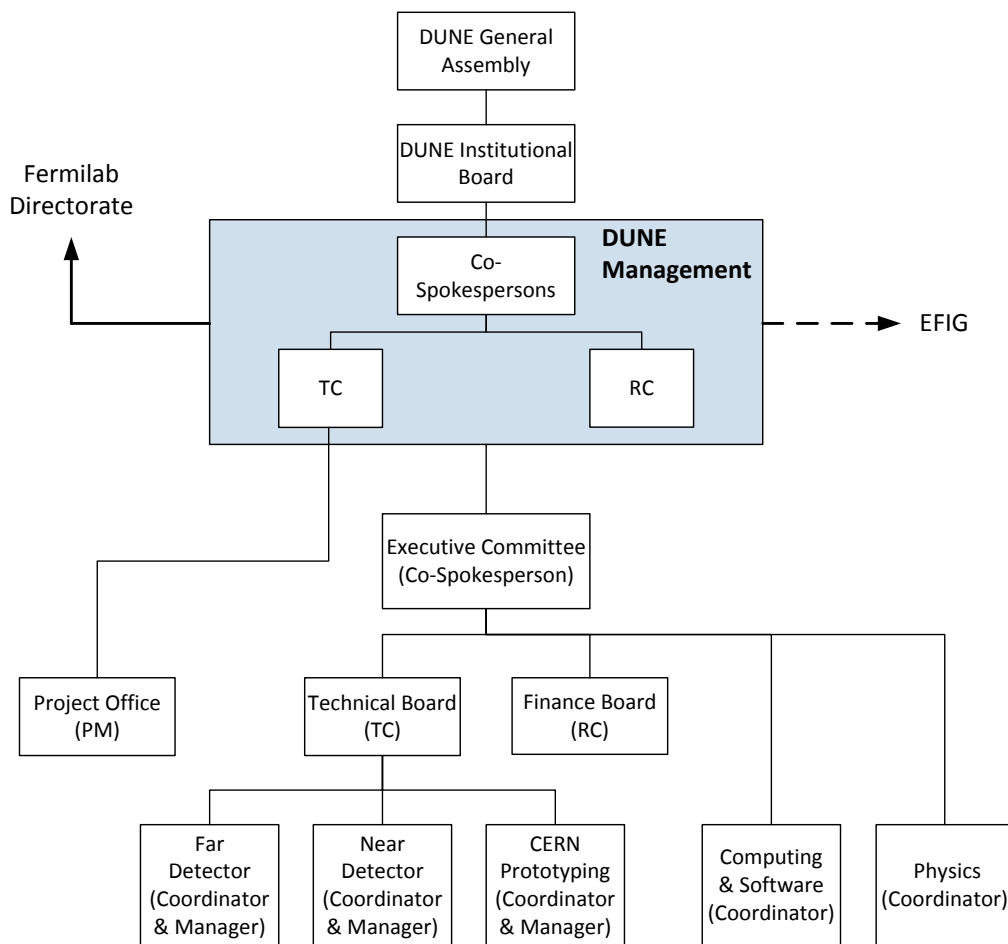 DUNE General
Assembly
DUNE Institutional
Board
Fermilab
Directorate
DUNE
Management
Co-
Spokespersons
EFIG
TC
RC
Executive Committee
(Co-Spokesperson)
Project Office
(PM)
Technical Board
(TC)
Finance Board
(RC)
Far
Detector
(Coordinator
& Manager)
Near
Detector
(Coordinator
& Manager)
CERN
Prototyping
(Coordinator
& Manager)
Computing
& Software
(Coordinator)
Physics
(Coordinator)